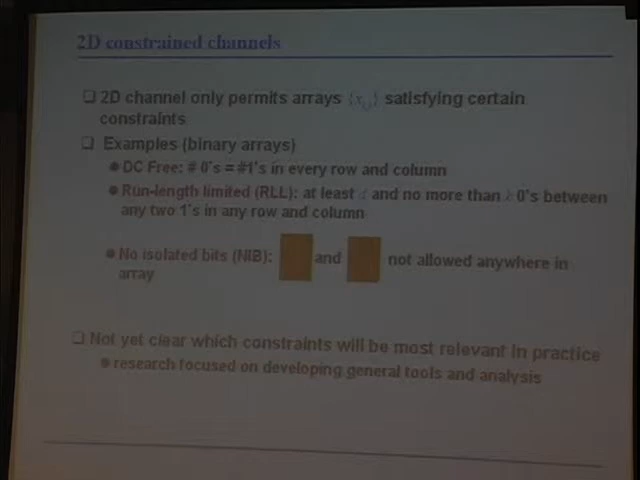 2D constrained channels
❑ 2D channel only permits arrays {x_{i,j}} satisfying certain
constraints
❑ Examples (binary arrays)
● DC Free: # 0's = #1's in every row and column
● Run-length limited (RLL): at least d and no more than k 0's between
any two 1's in any row and column
● No isolated bits (NIB): and not allowed anywhere in
array
❑ Not yet clear which constraints will be most relevant in practice
● research focused on developing general tools and analysis